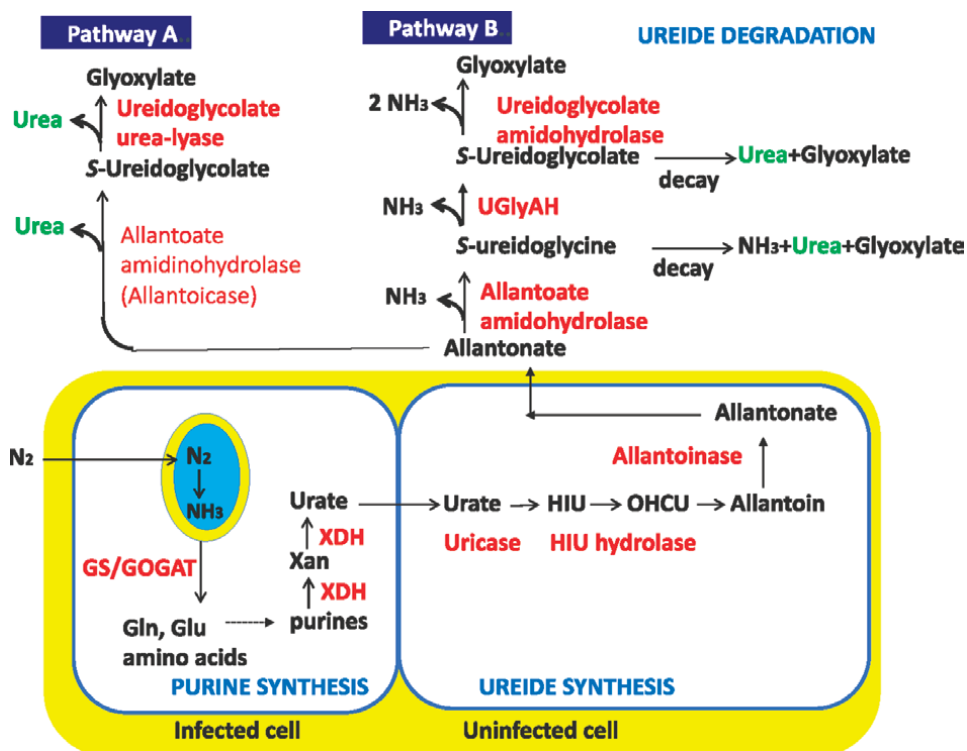 Pathway A
Pathway B
UREIDE DEGRADATION
Glyoxylate
Urea
Ureidoglycolate
urea-lyase
S-Ureidoglycolate
Urea
Allantoate
amidinohydrolase
(Allantoicase)
Glyoxylate
2 NH₃
Ureidoglycolate
amidohydrolase
S-Ureidoglycolate
decay
Urea+Glyoxylate
NH₃
UGlyAH
S-ureidoglycine
decay
NH₃+Urea+Glyoxylate
NH₃
Allantoate
amidohydrolase
Allantonate
N₂
N₂
NH₃
GS/GOGAT
Gln, Glu
amino acids
Urate
XDH
Xan
XDH
purines
PURINE SYNTHESIS
Infected cell
Allantonate
Allantoinase
Urate
HIU
OHCU
Allantoin
Uricase
HIU hydrolase
UREIDE SYNTHESIS
Uninfected cell